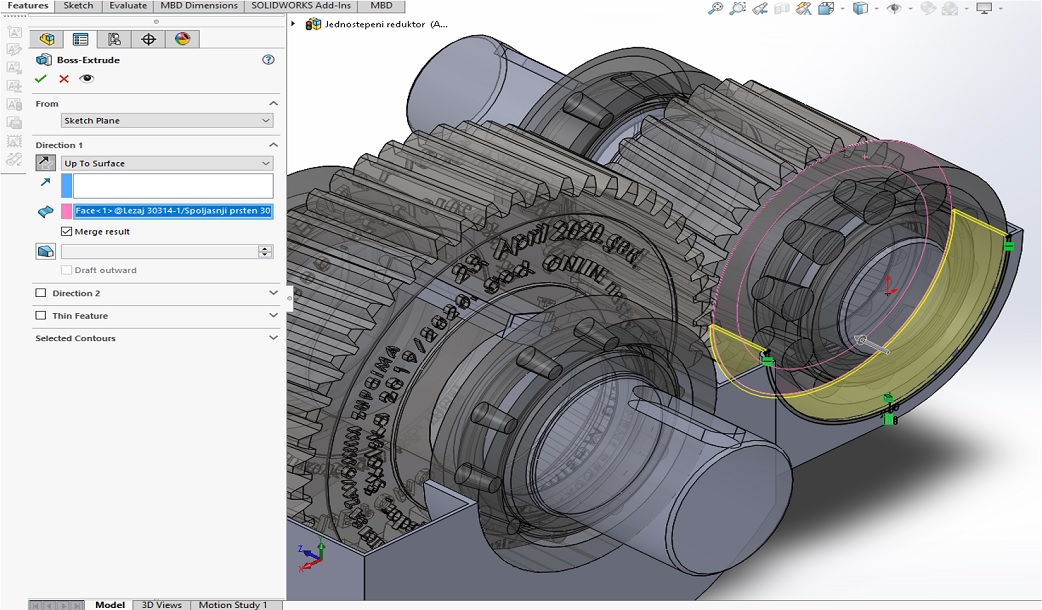 Features Sketch Evaluate MBD Dimensions SOLIDWORKS Add-Ins MBD
Jednostepeni reduktor (A...
Boss-Extrude
From
Sketch Plane
Direction 1
Up To Surface
Face<1>@Lezaj 30314-1/Spoljasnji prsten 30
Merge result
Draft outward
Direction 2
Thin Feature
Selected Contours
April 2020.god
Z
X
Model 3D Views Motion Study 1